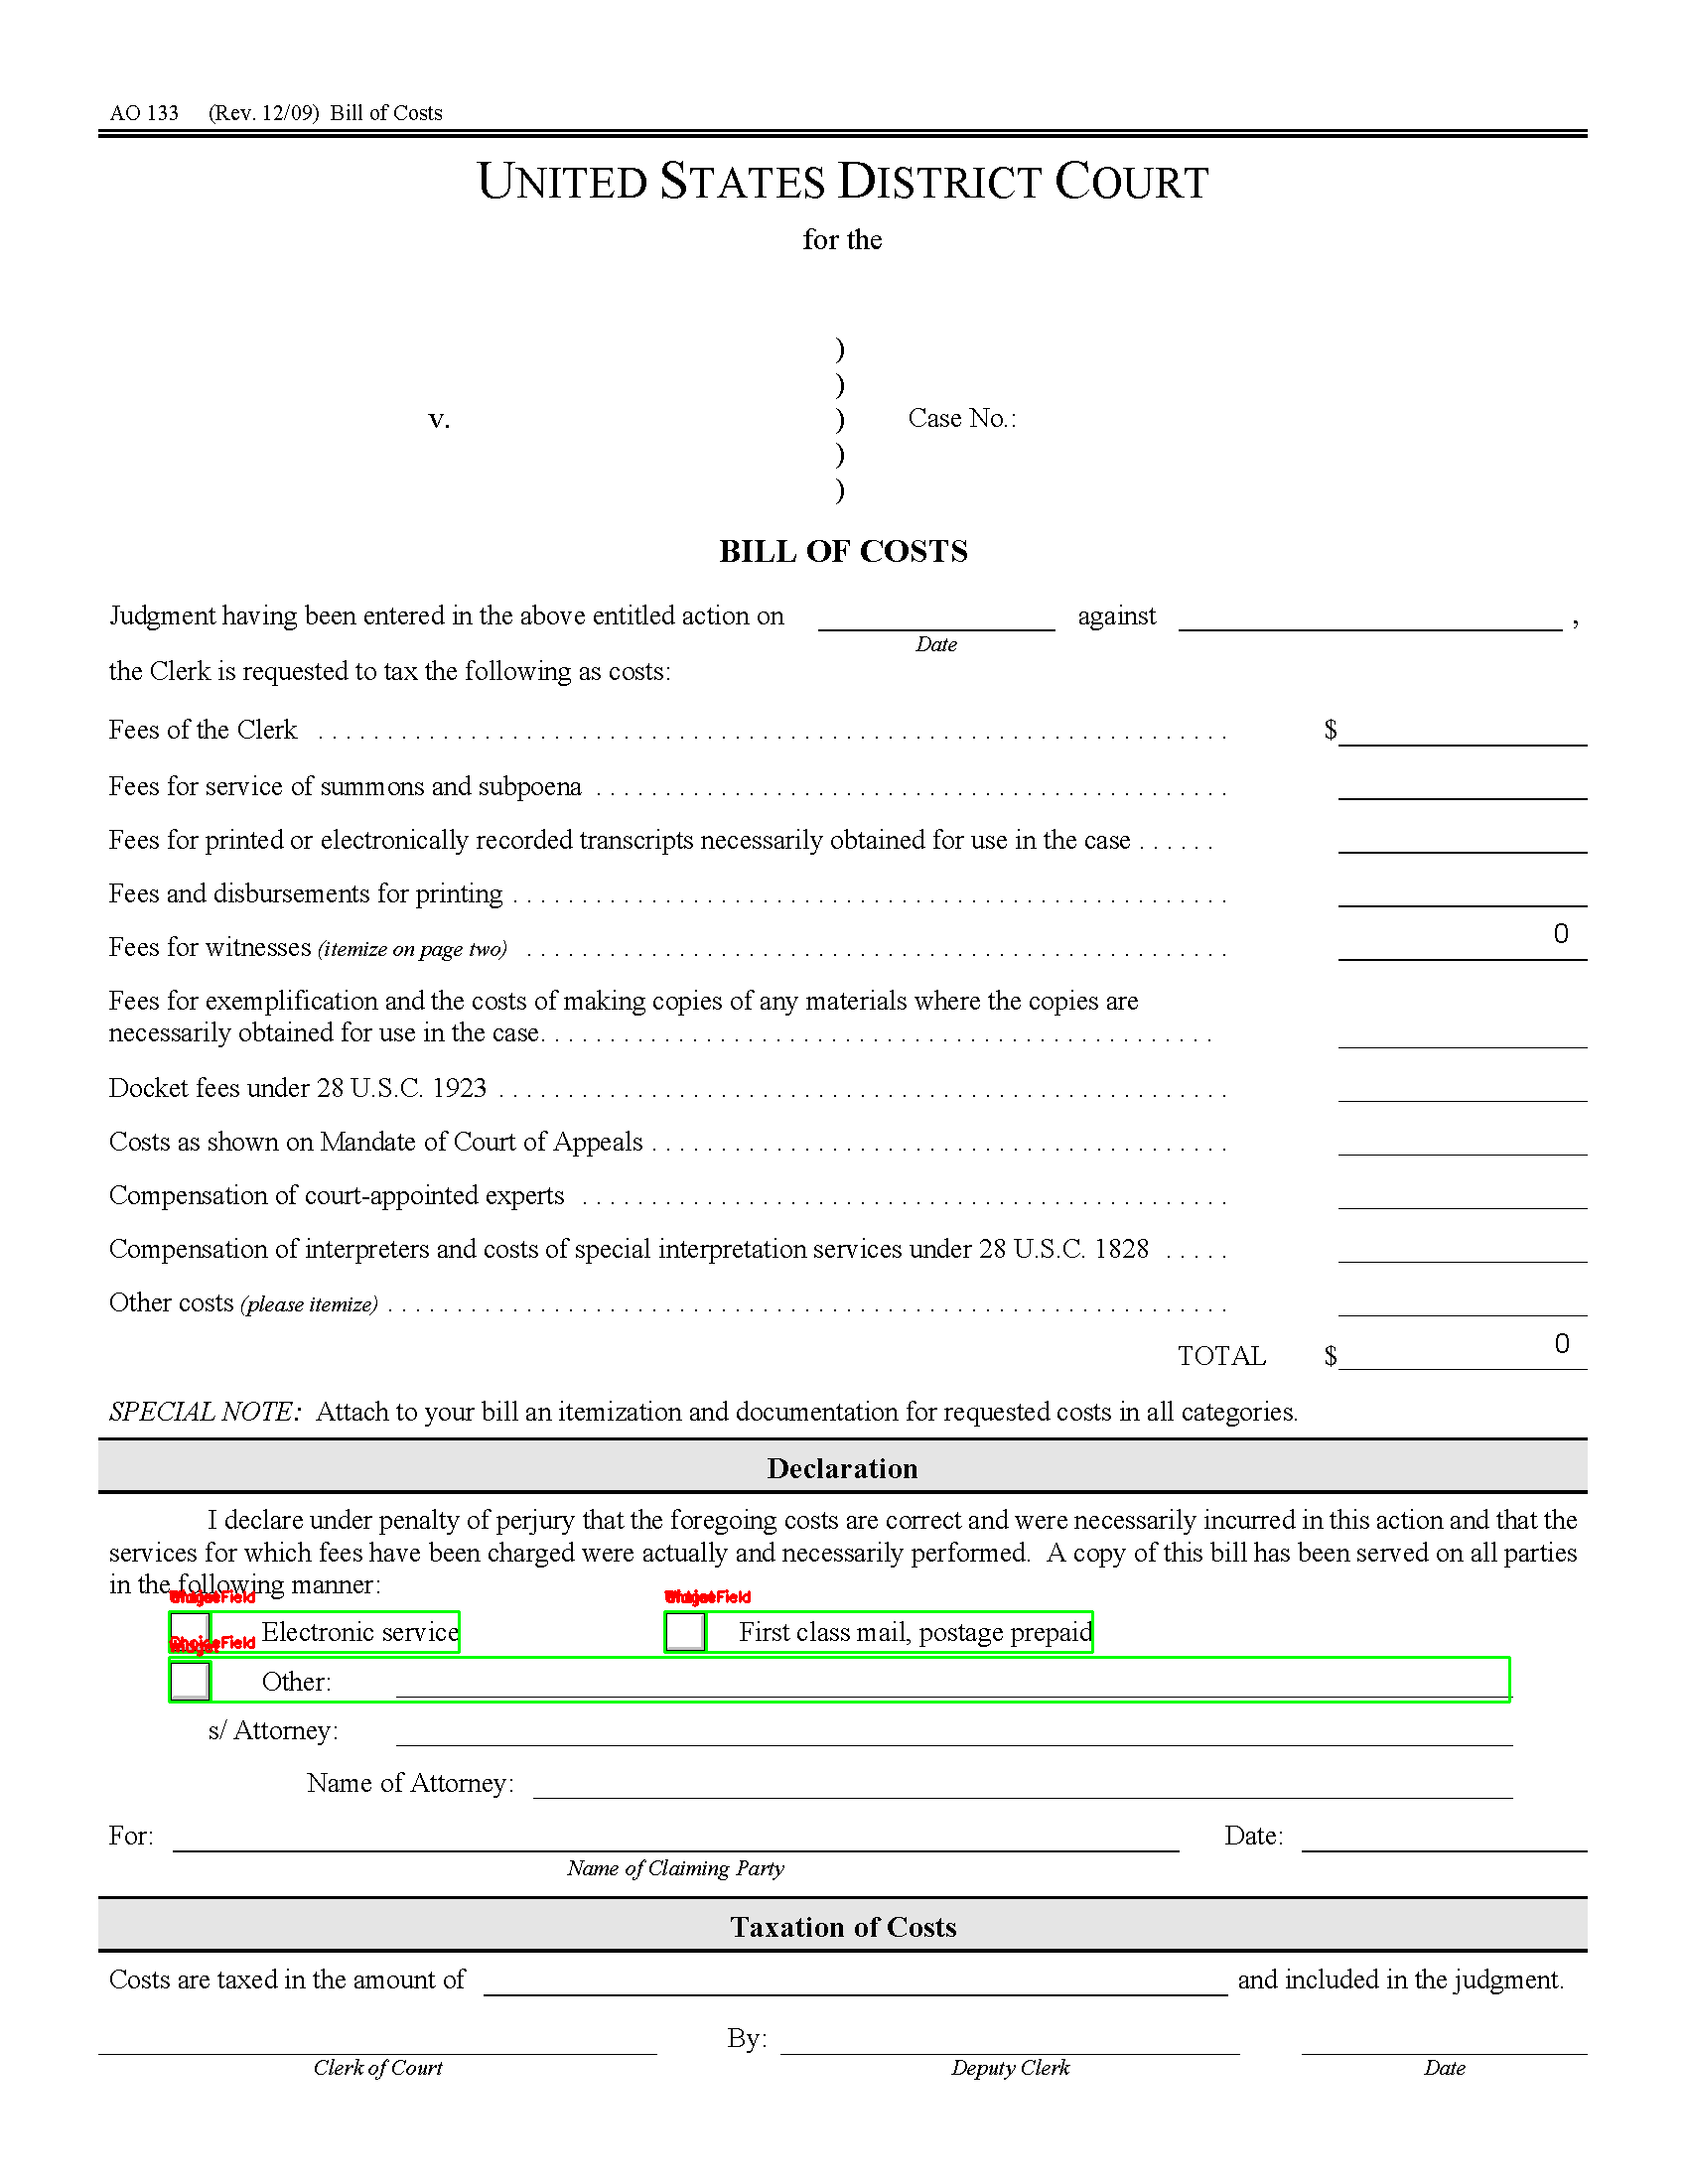 AO 133 (Rev. 12/09) Bill of Costs
UNITED STATES DISTRICT COURT
for the
)
)
v. ) Case No.:
)
)
BILL OF COSTS
Judgment having been entered in the above entitled action on against ,
Date
the Clerk is requested to tax the following as costs:
Fees of the Clerk . . . . . . . . . . . . . . . . . . . . . . . . . . . . . . . . . . . . . . . . . . . . . . . . . . . . . . . . . . . . . . . . . . $
Fees for service of summons and subpoena . . . . . . . . . . . . . . . . . . . . . . . . . . . . . . . . . . . . . . . . . . . . . .
Fees for printed or electronically recorded transcripts necessarily obtained for use in the case . . . . . .
Fees and disbursements for printing . . . . . . . . . . . . . . . . . . . . . . . . . . . . . . . . . . . . . . . . . . . . . . . . . . . .
Fees for witnesses (itemize on page two) . . . . . . . . . . . . . . . . . . . . . . . . . . . . . . . . . . . . . . . . . . . . . . . . . . . 0
Fees for exemplification and the costs of making copies of any materials where the copies are
necessarily obtained for use in the case. . . . . . . . . . . . . . . . . . . . . . . . . . . . . . . . . . . . . . . . . . . . . . . . .
Docket fees under 28 U.S.C. 1923 . . . . . . . . . . . . . . . . . . . . . . . . . . . . . . . . . . . . . . . . . . . . . . . . . . . . .
Costs as shown on Mandate of Court of Appeals . . . . . . . . . . . . . . . . . . . . . . . . . . . . . . . . . . . . . . . . . .
Compensation of court-appointed experts . . . . . . . . . . . . . . . . . . . . . . . . . . . . . . . . . . . . . . . . . . . . . . .
Compensation of interpreters and costs of special interpretation services under 28 U.S.C. 1828 . . . . .
Other costs (please itemize) . . . . . . . . . . . . . . . . . . . . . . . . . . . . . . . . . . . . . . . . . . . . . . . . . . . . . . . . . . . . .
TOTAL $ 0
SPECIAL NOTE: Attach to your bill an itemization and documentation for requested costs in all categories.
Declaration
I declare under penalty of perjury that the foregoing costs are correct and were necessarily incurred in this action and that the
services for which fees have been charged were actually and necessarily performed. A copy of this bill has been served on all parties
in the following manner:
Electronic service First class mail, postage prepaid
ChoiceField
Other:
s/ Attorney:
Name of Attorney:
For: Date:
Name of Claiming Party
Taxation of Costs
Costs are taxed in the amount of and included in the judgment.
By:
Clerk of Court Deputy Clerk Date